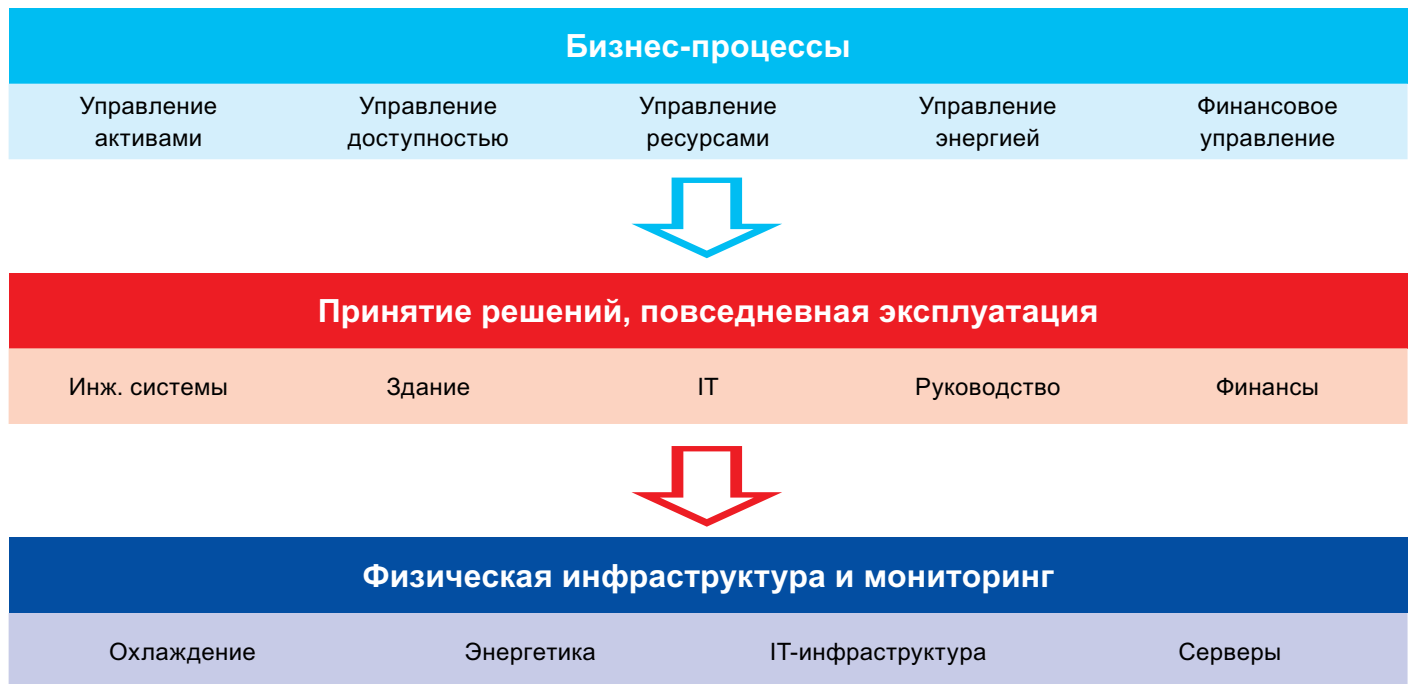 Бизнес-процессы
Управление активами
Управление доступностью
Управление ресурсами
Управление энергией
Финансовое управление
Принятие решений, повседневная эксплуатация
Инж. системы
Здание
IT
Руководство
Финансы
Физическая инфраструктура и мониторинг
Охлаждение
Энергетика
IT-инфраструктура
Серверы